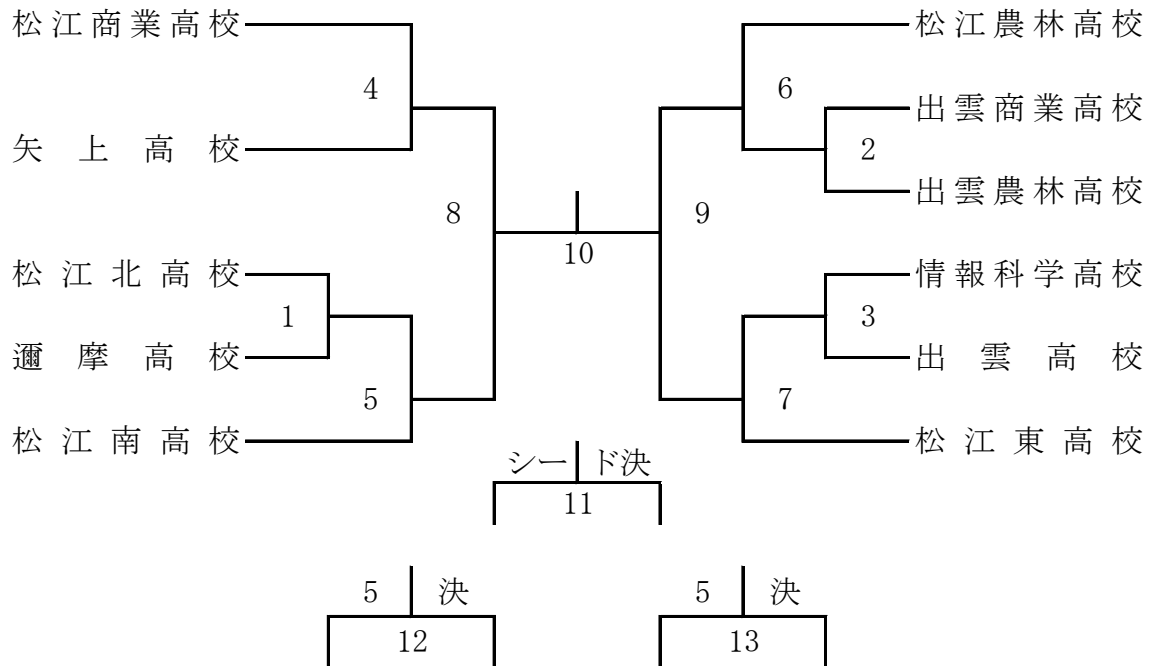 松江商業高校
4
矢上高校
8
松江北高校
1
邇摩高校
5
松江南高校
10
松江農林高校
6
出雲商業高校
2
出雲農林高校
9
情報科学高校
3
出雲高校
7
松江東高校
シード決
11
5決
12
5決
13